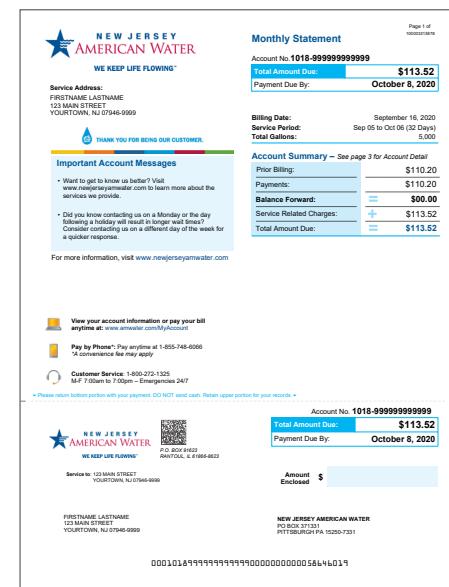 NEW JERSEY
AMERICAN WATER
WE KEEP LIFE FLOWING™
Service Address:
FIRSTNAME LASTNAME
123 MAIN STREET
YOURTOWN, NJ 07946-9999
THANK YOU FOR BEING OUR CUSTOMER.
Important Account Messages
• Want to get to know us better? Visit
www.newjerseyamwater.com to learn more about the
services we provide.
• Did you know contacting us on a Monday or the day
following a holiday will result in longer wait times?
Consider contacting us on a different day of the week for
a quicker response.
For more information, visit www.newjerseyamwater.com
Page 1 of
Monthly Statement
Account No. 1018-999999999999
Total Amount Due: $113.52
Payment Due By: October 8, 2020
Billing Date: September 16, 2020
Service Period: Sep 05 to Oct 06 (32 Days)
Total Gallons: 5,000
Account Summary – See page 3 for Account Detail
Prior Billing: $110.20
Payments: $110.20
Balance Forward: = $00.00
Service Related Charges: + $113.52
Total Amount Due: = $113.52
View your account information or pay your bill
anytime at: www.amwater.com/MyAccount
Pay by Phone*: Pay anytime at 1-855-748-6066
*A convenience fee may apply
Customer Service: 1-800-272-1325
M-F 7:00am to 7:00pm – Emergencies 24/7
Please return bottom portion with your payment. DO NOT send cash. Retain upper portion for your records.
NEW JERSEY
AMERICAN WATER
WE KEEP LIFE FLOWING™
P.O. BOX 91623
RANTOUL, IL 61866-8623
Service to: 123 MAIN STREET
YOURTOWN, NJ 07946-9999
Account No. 1018-999999999999
Total Amount Due: $113.52
Payment Due By: October 8, 2020
Amount
Enclosed $
FIRSTNAME LASTNAME
123 MAIN STREET
YOURTOWN, NJ 07946-9999
NEW JERSEY AMERICAN WATER
PO BOX 371331
PITTSBURGH PA 15250-7331